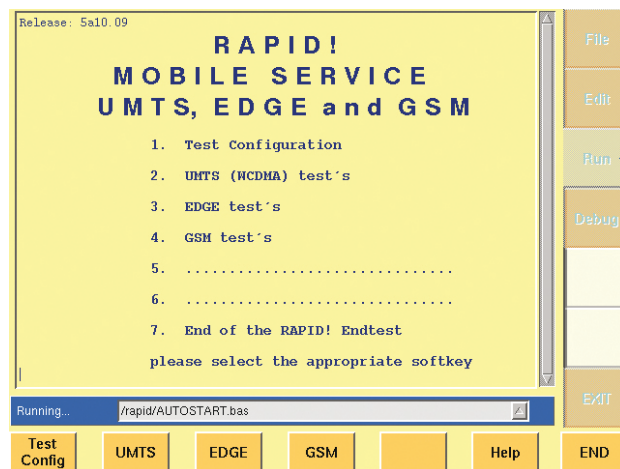 Release: 5a10.09
RAPID!
MOBILE SERVICE
UMTS, EDGE and GSM
1. Test Configuration
2. UMTS (WCDMA) test´s
3. EDGE test´s
4. GSM test´s
5. ...............................
6. ...............................
7. End of the RAPID! Endtest
please select the appropriate softkey
File
Edit
Run
Debug
EXIT
Running... /rapid/AUTOSTART.bas
Test Config
UMTS
EDGE
GSM
Help
END